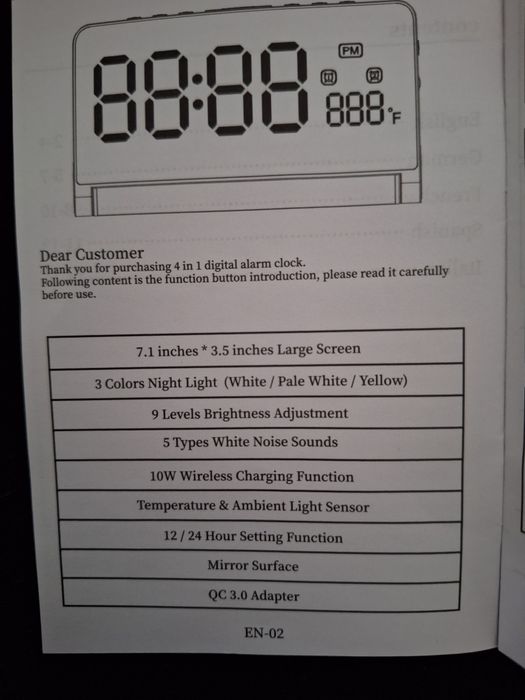 88:88
PM
888°F
Dear Customer
Thank you for purchasing 4 in 1 digital alarm clock.
Following content is the function button introduction, please read it carefully
before use.
7.1 inches * 3.5 inches Large Screen
3 Colors Night Light (White / Pale White / Yellow)
9 Levels Brightness Adjustment
5 Types White Noise Sounds
10W Wireless Charging Function
Temperature & Ambient Light Sensor
12 / 24 Hour Setting Function
Mirror Surface
QC 3.0 Adapter
EN-02